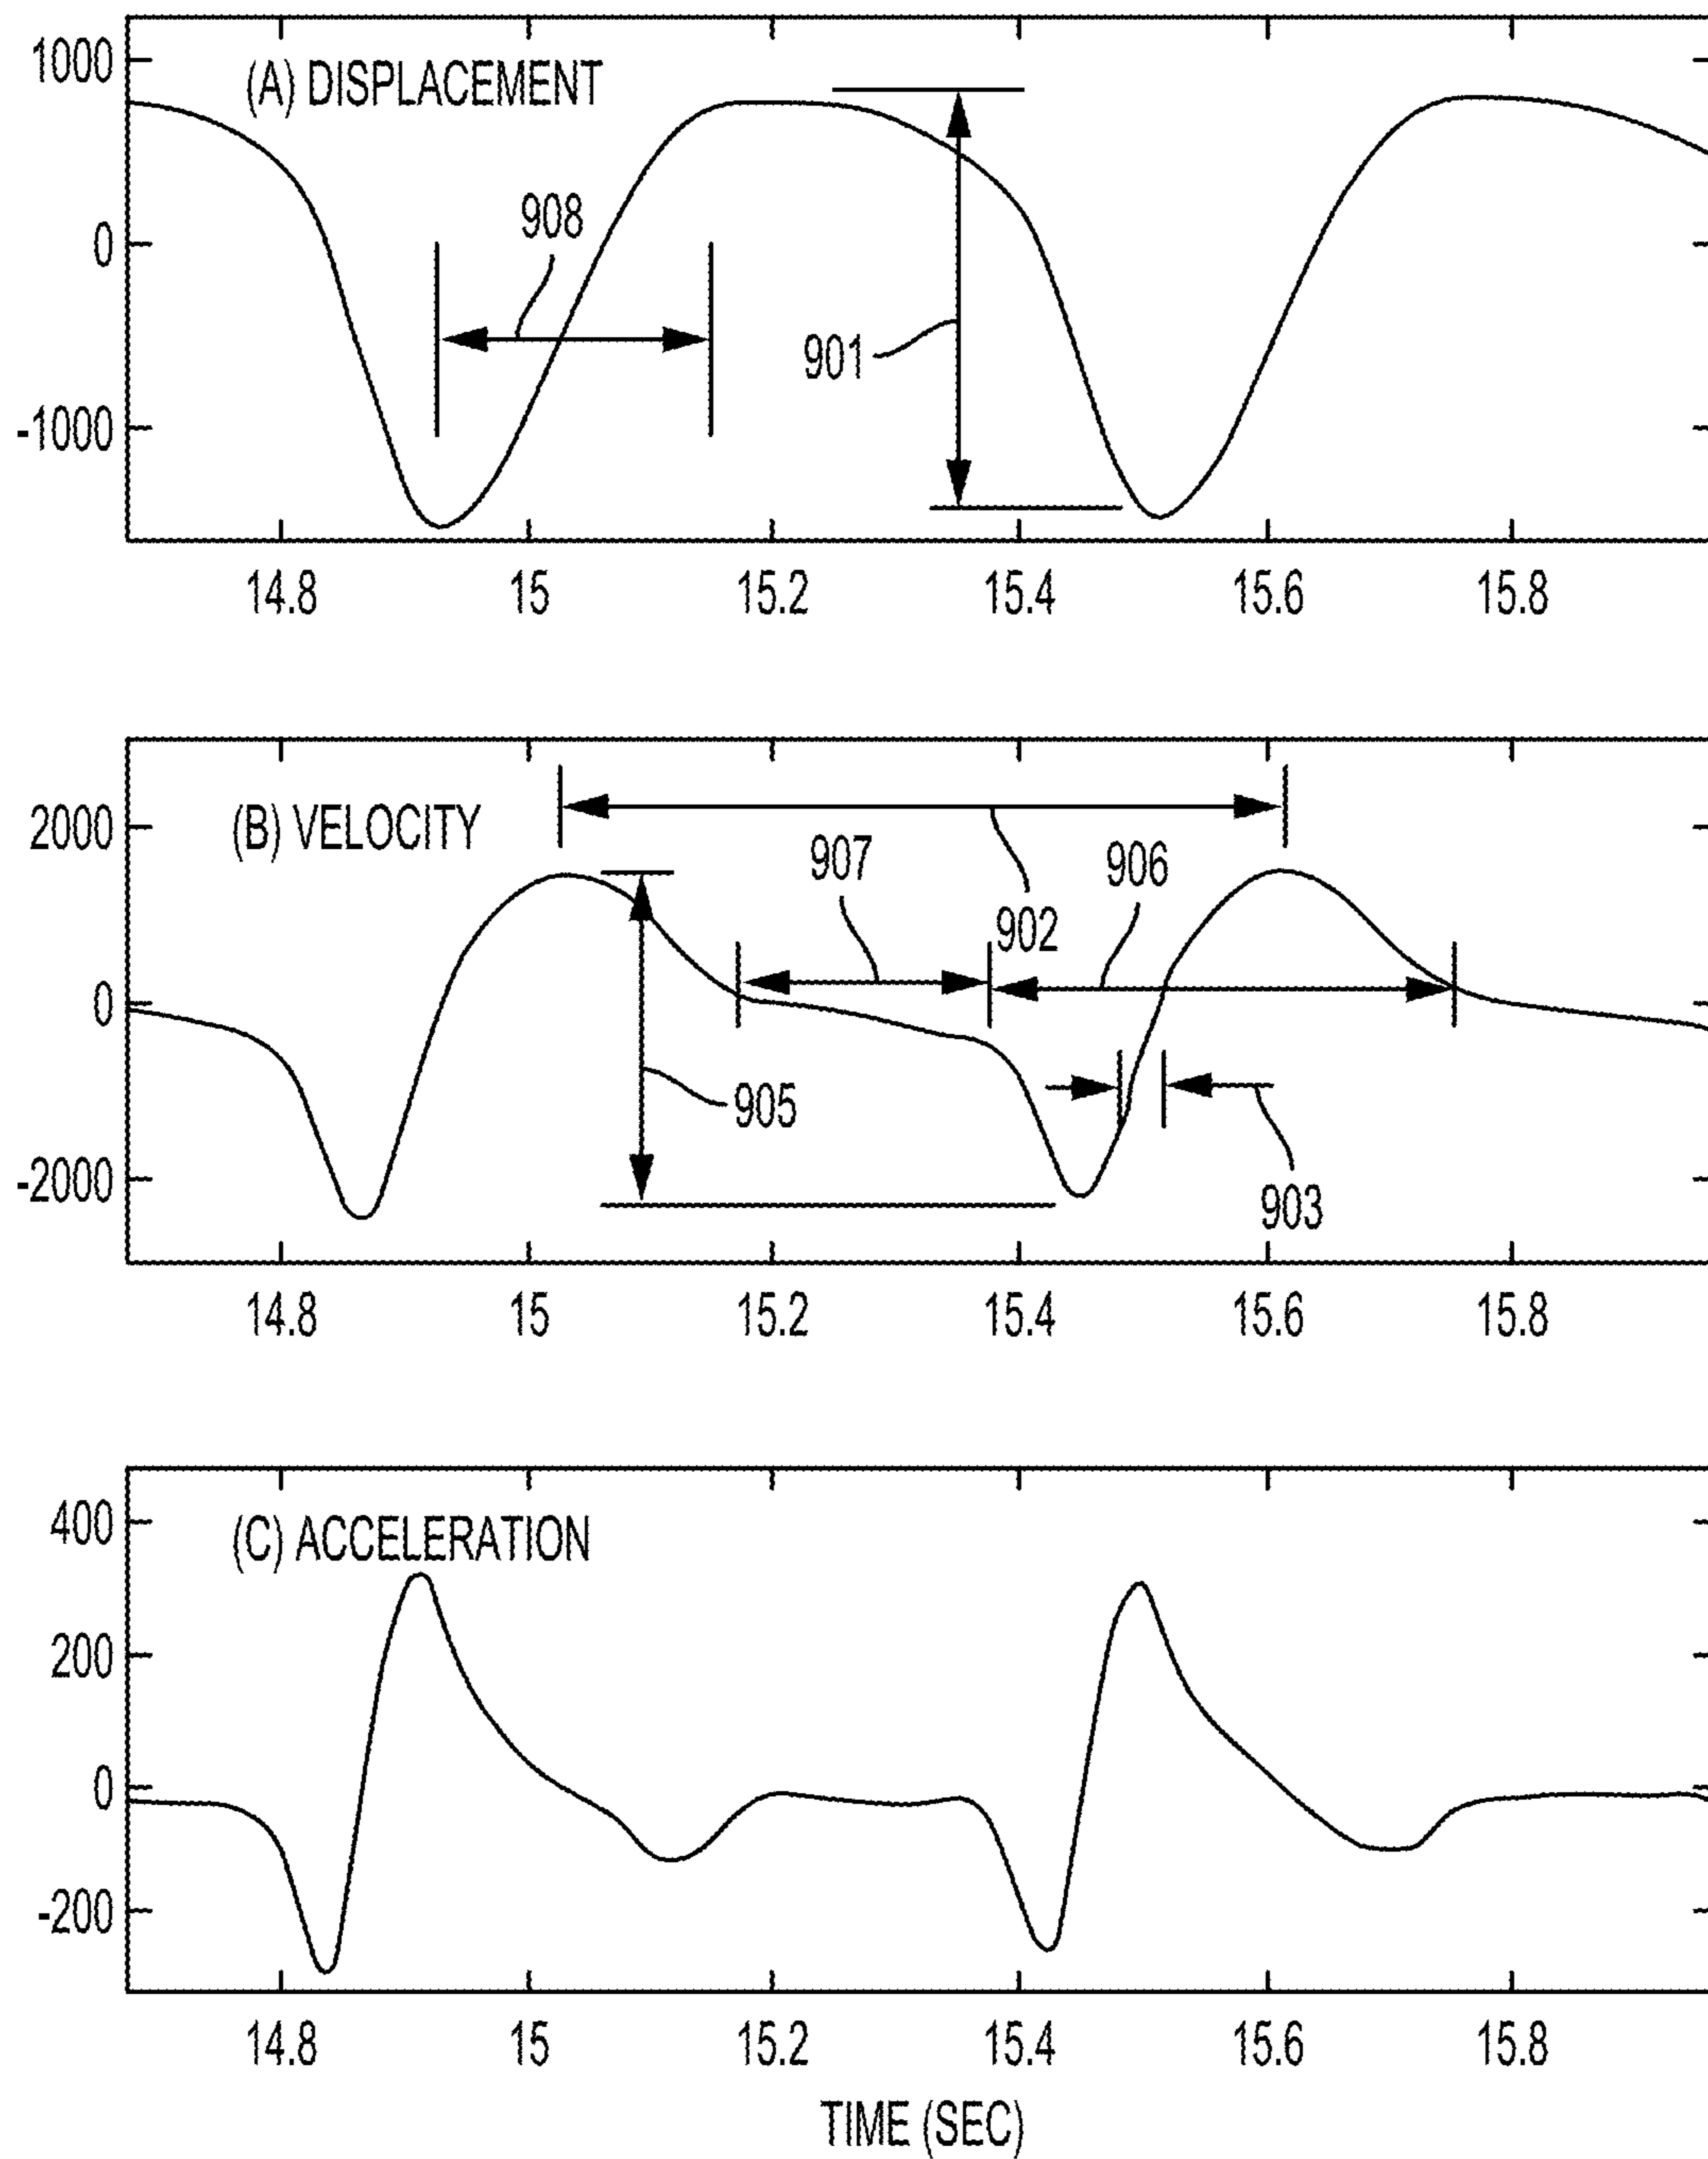 1000
(A) DISPLACEMENT
908
0
901
-1000
14.8 15 15.2 15.4 15.6 15.8
2000
(B) VELOCITY
907
906
902
0
905
-2000
903
14.8 15 15.2 15.4 15.6 15.8
400
(C) ACCELERATION
200
0
-200
14.8 15 15.2 15.4 15.6 15.8
TIME (SEC)